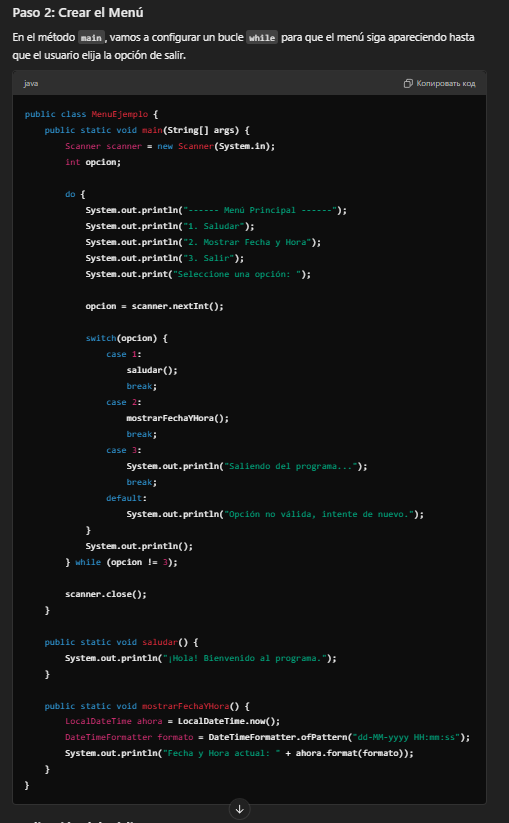 Paso 2: Crear el Menú
En el método main, vamos a configurar un bucle while para que el menú siga apareciendo hasta
que el usuario elija la opción de salir.
java
Копировать код
public class MenuEjemplo {
    public static void main(String[] args) {
        Scanner scanner = new Scanner(System.in);
        int opcion;

        do {
            System.out.println("------ Menú Principal ------");
            System.out.println("1. Saludar");
            System.out.println("2. Mostrar Fecha y Hora");
            System.out.println("3. Salir");
            System.out.print("Seleccione una opción: ");

            opcion = scanner.nextInt();

            switch(opcion) {
                case 1:
                    saludar();
                    break;
                case 2:
                    mostrarFechaYHora();
                    break;
                case 3:
                    System.out.println("Saliendo del programa...");
                    break;
                default:
                    System.out.println("Opción no válida, intente de nuevo.");
            }
            System.out.println();
        } while (opcion != 3);

        scanner.close();
    }

    public static void saludar() {
        System.out.println("¡Hola! Bienvenido al programa.");
    }

    public static void mostrarFechaYHora() {
        LocalDateTime ahora = LocalDateTime.now();
        DateTimeFormatter formato = DateTimeFormatter.ofPattern("dd-MM-yyyy HH:mm:ss");
        System.out.println("Fecha y Hora actual: " + ahora.format(formato));
    }
}